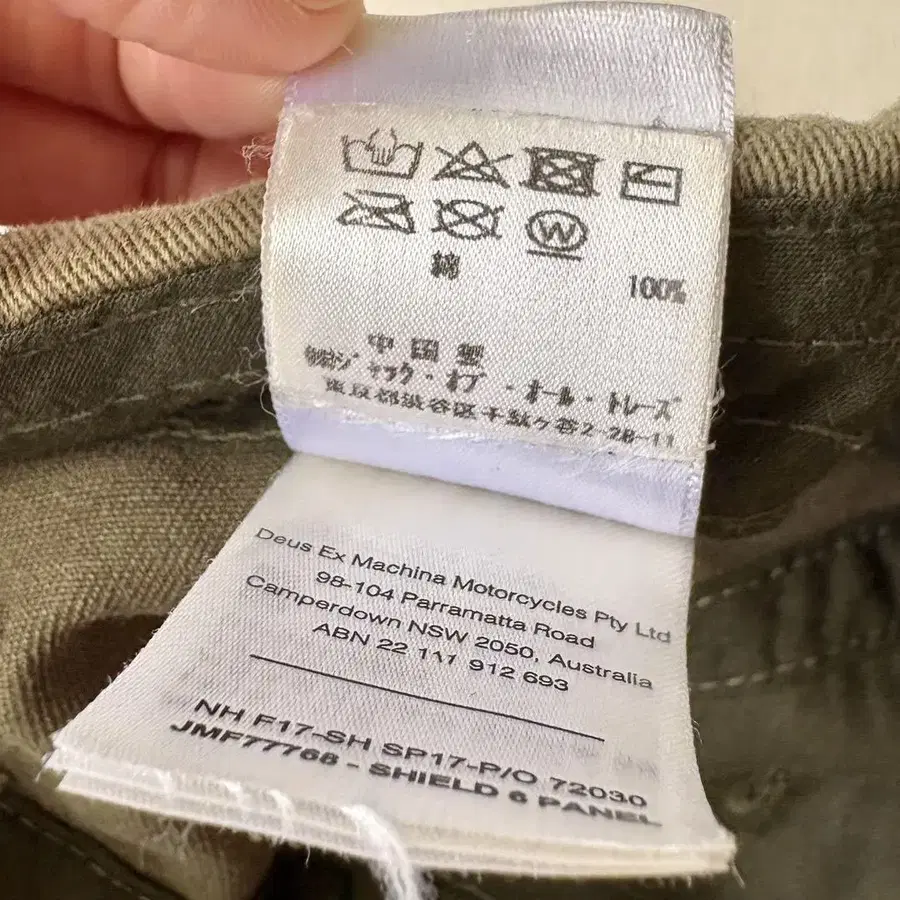 W
綿
100%
中国製
㈱ジャック・オブ・オール・トレーズ
東京都渋谷区千駄ケ谷2-28-11
Deus Ex Machina Motorcycles Pty Ltd
98-104 Parramatta Road
Camperdown NSW 2050, Australia
ABN 22 117 912 693
NH F17-SH SP17-P/O 72030
JMF77768 - SHIELD 6 PANEL